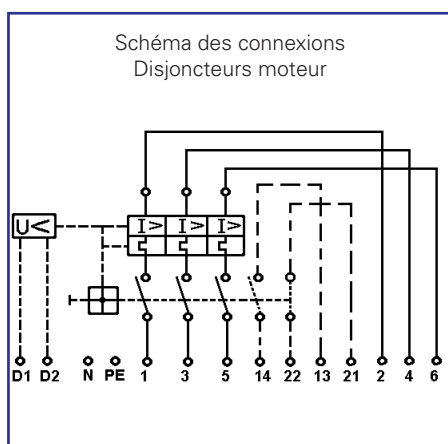 Schéma des connexions
Disjoncteurs moteur
U< I> I> I>
D1 D2 N PE 1 3 5 14 22 13 21 2 4 6